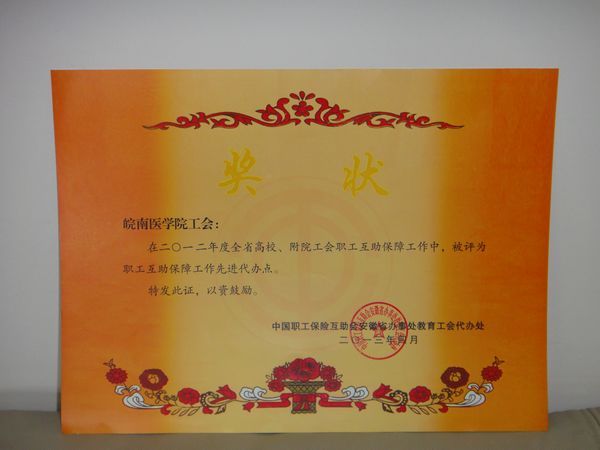 奖状
皖南医学院工会：
在二〇一二年度全省高校、附院工会职工互助保障工作中，被评为
职工互助保障工作先进代办点。
特发此证，以资鼓励。
中国职工保险互助会安徽省办事处教育工会代办处
二〇一三年三月